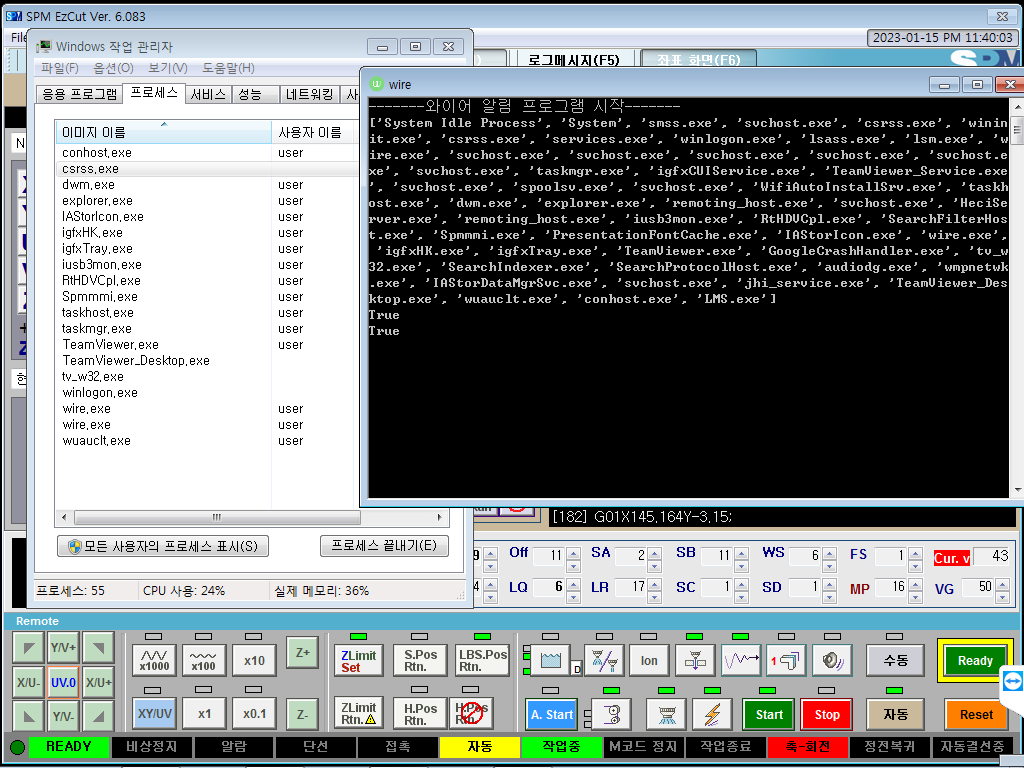 SPM EzCut Ver. 6.083
File
2023-01-15 PM 11:40:03
Windows 작업 관리자
파일(F) 옵션(O) 보기(V) 도움말(H)
로그메시지(F5)
좌표 화면(F6)
응용 프로그램 프로세스 서비스 성능 네트워킹 사
이미지 이름 사용자 이름
conhost.exe user
csrss.exe
dwm.exe user
explorer.exe user
IAStorIcon.exe user
igfxHK.exe user
igfxTray.exe user
iusb3mon.exe user
RtHDVCpl.exe user
Spmmmi.exe user
taskhost.exe user
taskmgr.exe user
TeamViewer.exe user
TeamViewer_Desktop.exe
tv_w32.exe
winlogon.exe
wire.exe user
wire.exe user
wuauclt.exe user
모든 사용자의 프로세스 표시(S) 프로세스 끝내기(E)
프로세스: 55 CPU 사용: 24% 실제 메모리: 36%
wire
-------와이어 알림 프로그램 시작-------
['System Idle Process', 'System', 'smss.exe', 'svchost.exe', 'csrss.exe', 'winin
it.exe', 'csrss.exe', 'services.exe', 'winlogon.exe', 'lsass.exe', 'lsm.exe', 'w
ire.exe', 'svchost.exe', 'svchost.exe', 'svchost.exe', 'svchost.exe', 'svchost.e
xe', 'svchost.exe', 'taskmgr.exe', 'igfxCUIService.exe', 'TeamViewer_Service.exe
', 'svchost.exe', 'spoolsv.exe', 'svchost.exe', 'WifiAutoInstallSrv.exe', 'taskh
ost.exe', 'dwm.exe', 'explorer.exe', 'remoting_host.exe', 'svchost.exe', 'HeciSe
rver.exe', 'remoting_host.exe', 'iusb3mon.exe', 'RtHDVCpl.exe', 'SearchFilterHos
t.exe', 'Spmmmi.exe', 'PresentationFontCache.exe', 'IAStorIcon.exe', 'wire.exe',
 'igfxHK.exe', 'igfxTray.exe', 'TeamViewer.exe', 'GoogleCrashHandler.exe', 'tv_w
32.exe', 'SearchIndexer.exe', 'SearchProtocolHost.exe', 'audiodg.exe', 'wmpnetwk
.exe', 'IAStorDataMgrSvc.exe', 'svchost.exe', 'jhi_service.exe', 'TeamViewer_Des
ktop.exe', 'wuauclt.exe', 'conhost.exe', 'LMS.exe']
True
True
[182] G01X145.164Y-3.15;
9 Off 11 SA 2 SB 11 WS 6 FS 1 Cur. v 43
4 LQ 6 LR 17 SC 1 SD 1 MP 16 VG 50
Remote
Y/V+ x1000 x100 x10 Z+ ZLimit Set S.Pos Rtn. LBS.Pos Rtn. Ion 1 수동 Ready
X/U- UV.0 X/U+ D
Y/V- XY/UV x1 x0.1 Z- ZLimit Rtn. H.Pos Rtn. H.Pos Rtn. A. Start Start Stop 자동 Reset
READY 비상정지 알람 단선 접촉 자동 작업중 M코드 정지 작업종료 축-회전 정전복귀 자동결선중